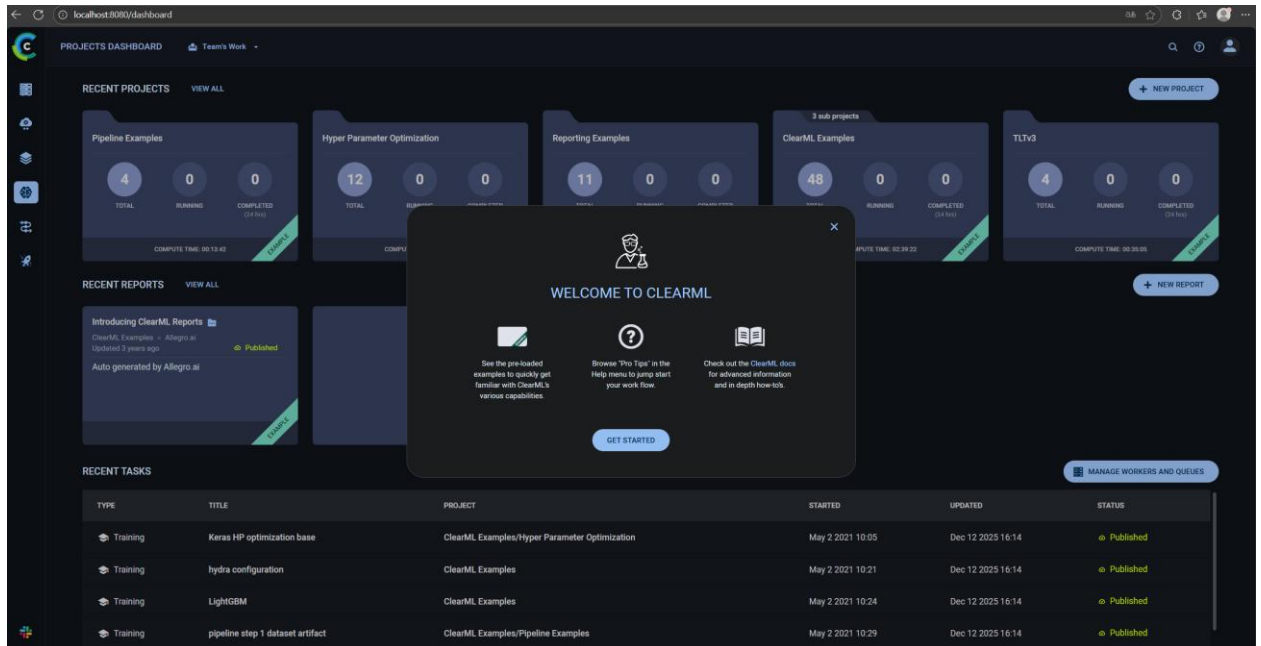 localhost:8080/dashboard
PROJECTS DASHBOARD
Team's Work
RECENT PROJECTS
VIEW ALL
NEW PROJECT
Pipeline Examples
4
0
0
TOTAL
RUNNING
COMPLETED
(24 hrs)
COMPUTE TIME: 00:13:42
EXAMPLE
Hyper Parameter Optimization
12
0
0
TOTAL
Reporting Examples
11
0
0
3 sub projects
ClearML Examples
48
0
0
RUNNING
COMPLETED
(24 hrs)
EXAMPLE
TLTv3
4
0
0
TOTAL
RUNNING
COMPLETED
(24 hrs)
COMPUTE TIME: 00:35:05
EXAMPLE
RECENT REPORTS
VIEW ALL
NEW REPORT
Introducing ClearML Reports
ClearML Examples
Allegro.ai
Updated 3 years ago
Published
Auto generated by Allegro.ai
EXAMPLE
WELCOME TO CLEARML
See the pre-loaded
examples to quickly get
familiar with ClearML's
various capabilities.
Browse "Pro Tips" in the
Help menu to jump start
your work flow.
Check out the ClearML docs
for advanced information
and in depth how-to's.
GET STARTED
RECENT TASKS
MANAGE WORKERS AND QUEUES
TYPE TITLE PROJECT STARTED UPDATED STATUS
Training Keras HP optimization base ClearML Examples/Hyper Parameter Optimization May 2 2021 10:05 Dec 12 2025 16:14 Published
Training hydra configuration ClearML Examples May 2 2021 10:21 Dec 12 2025 16:14 Published
Training LightGBM ClearML Examples May 2 2021 10:24 Dec 12 2025 16:14 Published
Training pipeline step 1 dataset artifact ClearML Examples/Pipeline Examples May 2 2021 10:29 Dec 12 2025 16:14 Published